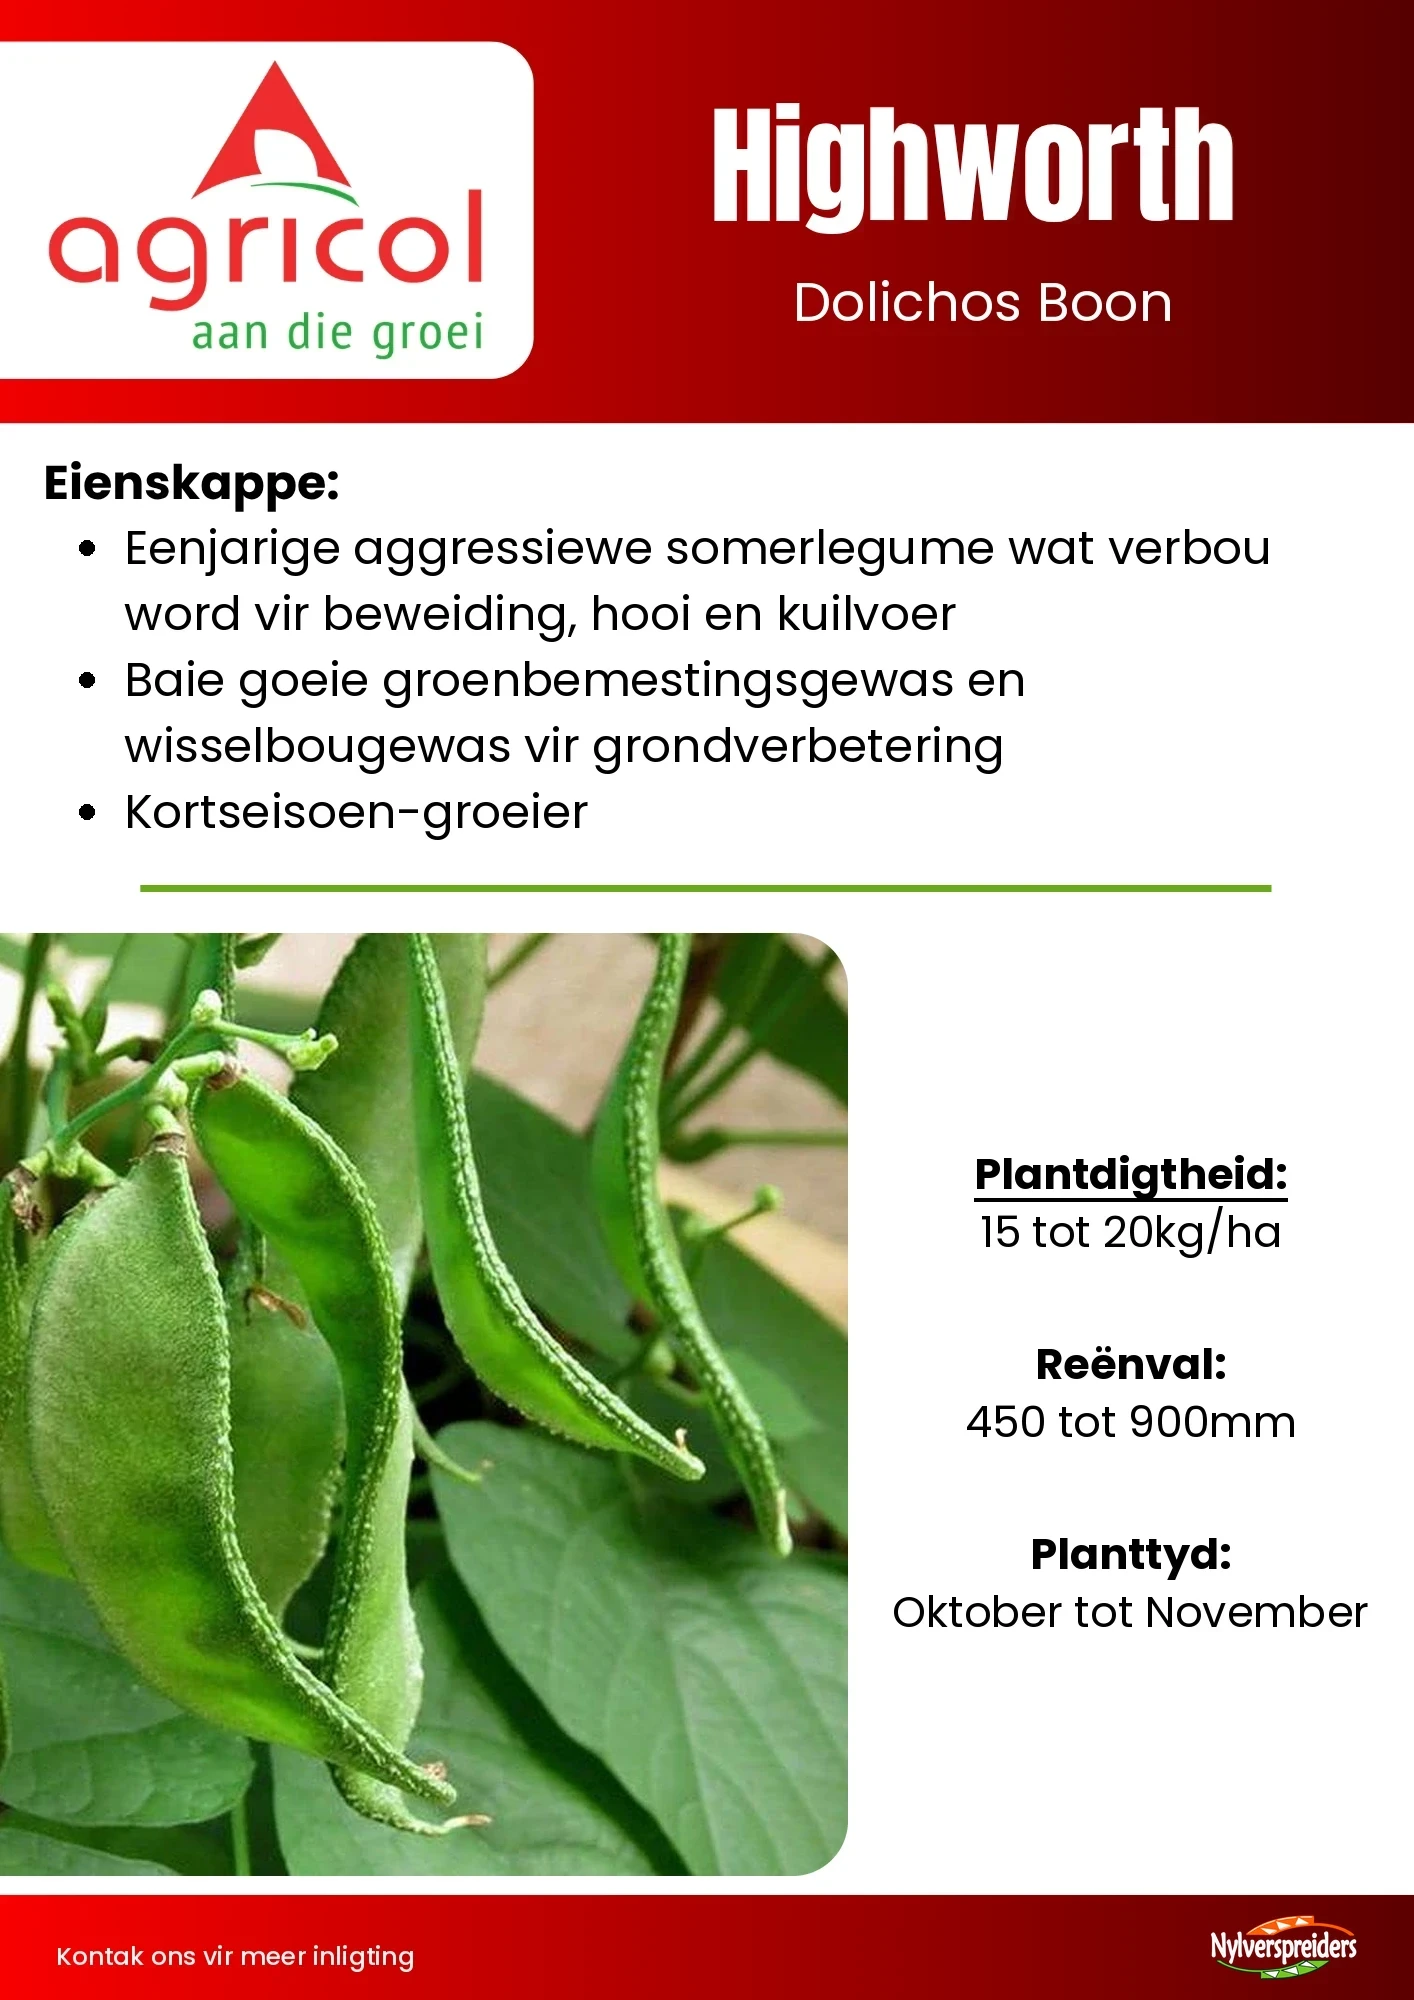 agricol
aan die groei
Highworth
Dolichos Boon
Eienskappe:
• Eenjarige aggressiewe somerlegume wat verbou
word vir beweiding, hooi en kuilvoer
• Baie goeie groenbemestingsgewas en
wisselbougewas vir grondverbetering
• Kortseisoen-groeier
Plantdigtheid:
15 tot 20kg/ha
Reënval:
450 tot 900mm
Planttyd:
Oktober tot November
Kontak ons vir meer inligting
Nylverspreiders